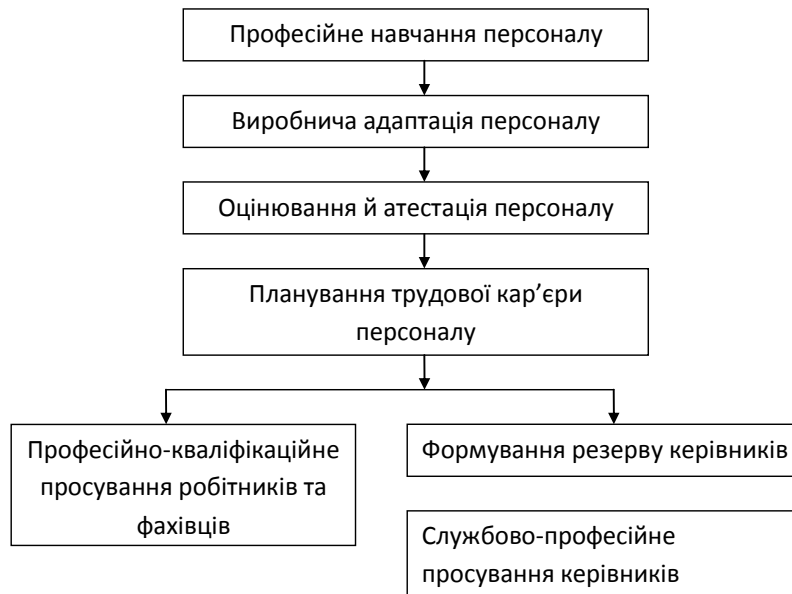 Професійне навчання персоналу
Виробнича адаптація персоналу
Оцінювання й атестація персоналу
Планування трудової кар’єри
персоналу
Професійно-кваліфікаційне
просування робітників та
фахівців
Формування резерву керівників
Службово-професійне
просування керівників